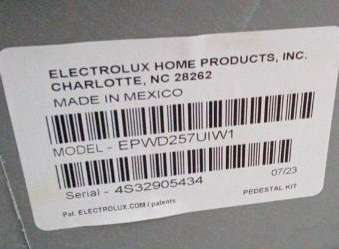 ELECTROLUX HOME PRODUCTS, INC.
CHARLOTTE, NC 28262
MADE IN MEXICO
MODEL - EPWD257UIW1
Serial - 4S32905434
07/23
PEDESTAL KIT
Pat. ELECTROLUX.COM / patents